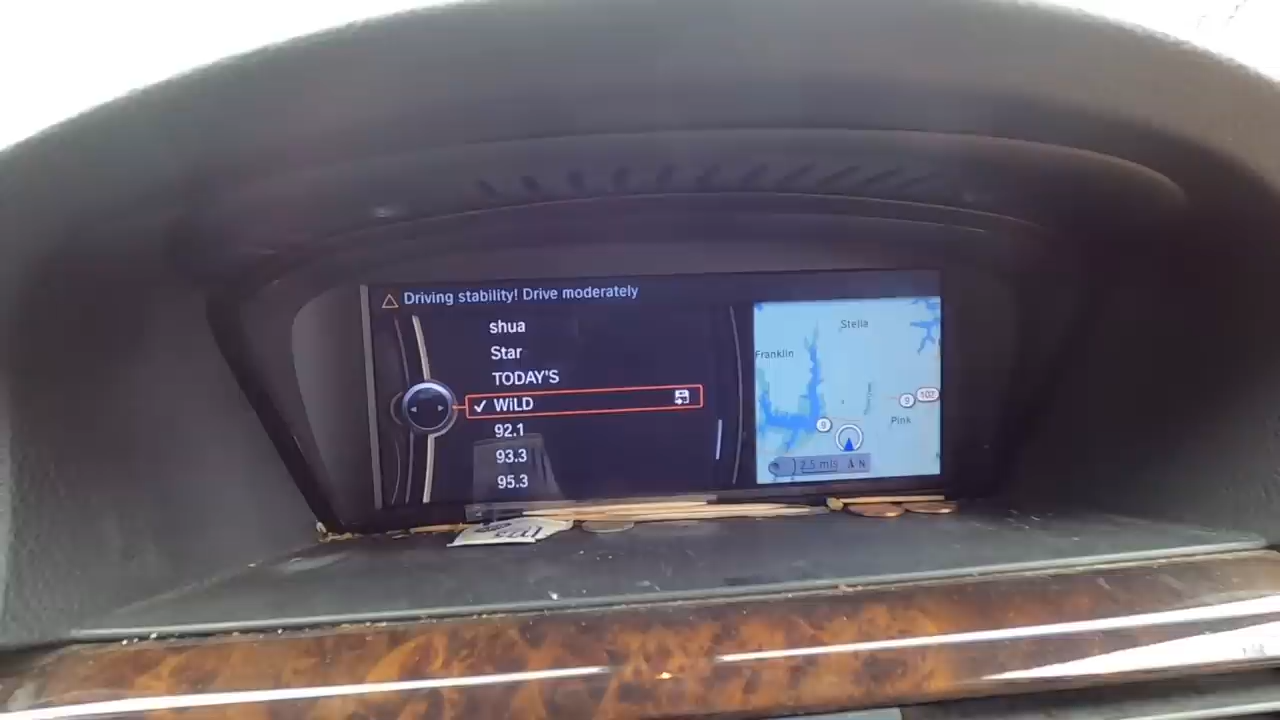 Driving stability! Drive moderately
shua
Star
TODAY'S
WiLD
92.1
93.3
95.3
Stella
Franklin
9
102
Pink
9
2.5 mls
N